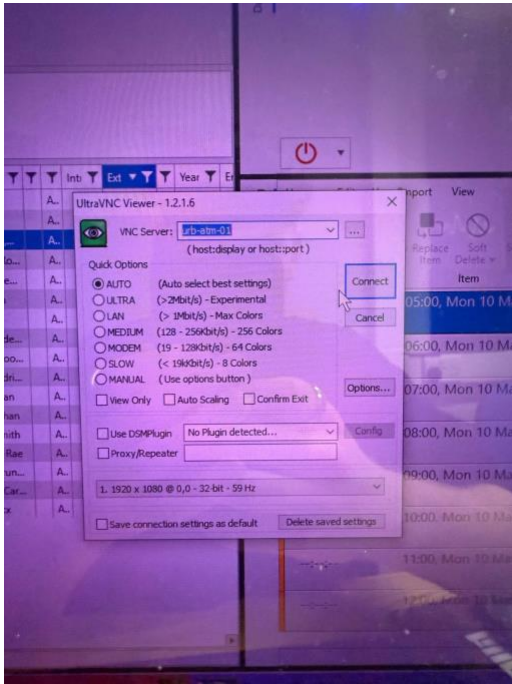 Int
Ext
Year
A..
UltraVNC Viewer - 1.2.1.6
VNC Server: urb-atm-01
...
( host:display or host::port )
Quick Options
AUTO (Auto select best settings)
ULTRA (>2Mbit/s) - Experimental
LAN (> 1Mbit/s) - Max Colors
MEDIUM (128 - 256Kbit/s) - 256 Colors
MODEM (19 - 128Kbit/s) - 64 Colors
SLOW (< 19kKbit/s) - 8 Colors
MANUAL (Use options button )
View Only Auto Scaling Confirm Exit
Connect
Cancel
Options...
Use DSMPlugin No Plugin detected... Config
Proxy/Repeater
1. 1920 x 1080 @ 0,0 - 32-bit - 59 Hz
Save connection settings as default Delete saved settings
View
Replace
Item
Soft
Delete
Item
05:00, Mon 10 Ma
06:00, Mon 10 Ma
07:00, Mon 10 Ma
08:00, Mon 10 Ma
09:00, Mon 10 Ma
10:00, Mon 10 Ma
11:00, Mon 10 Ma
12:00, Mon 10